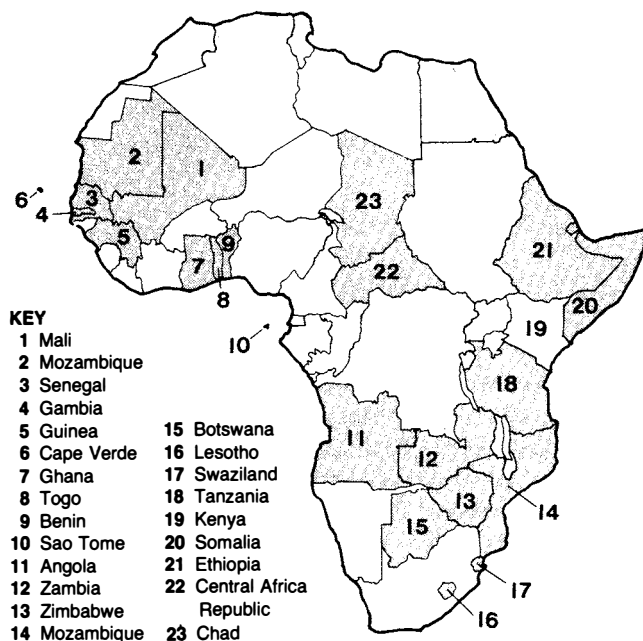 1
2
3
6
4
5
7
9
8
23
22
21
20
19
10
18
11
12
13
14
15
17
16
KEY
1 Mali
2 Mozambique
3 Senegal
4 Gambia
5 Guinea
6 Cape Verde
7 Ghana
8 Togo
9 Benin
10 Sao Tome
11 Angola
12 Zambia
13 Zimbabwe
14 Mozambique
15 Botswana
16 Lesotho
17 Swaziland
18 Tanzania
19 Kenya
20 Somalia
21 Ethiopia
22 Central Africa
Republic
23 Chad